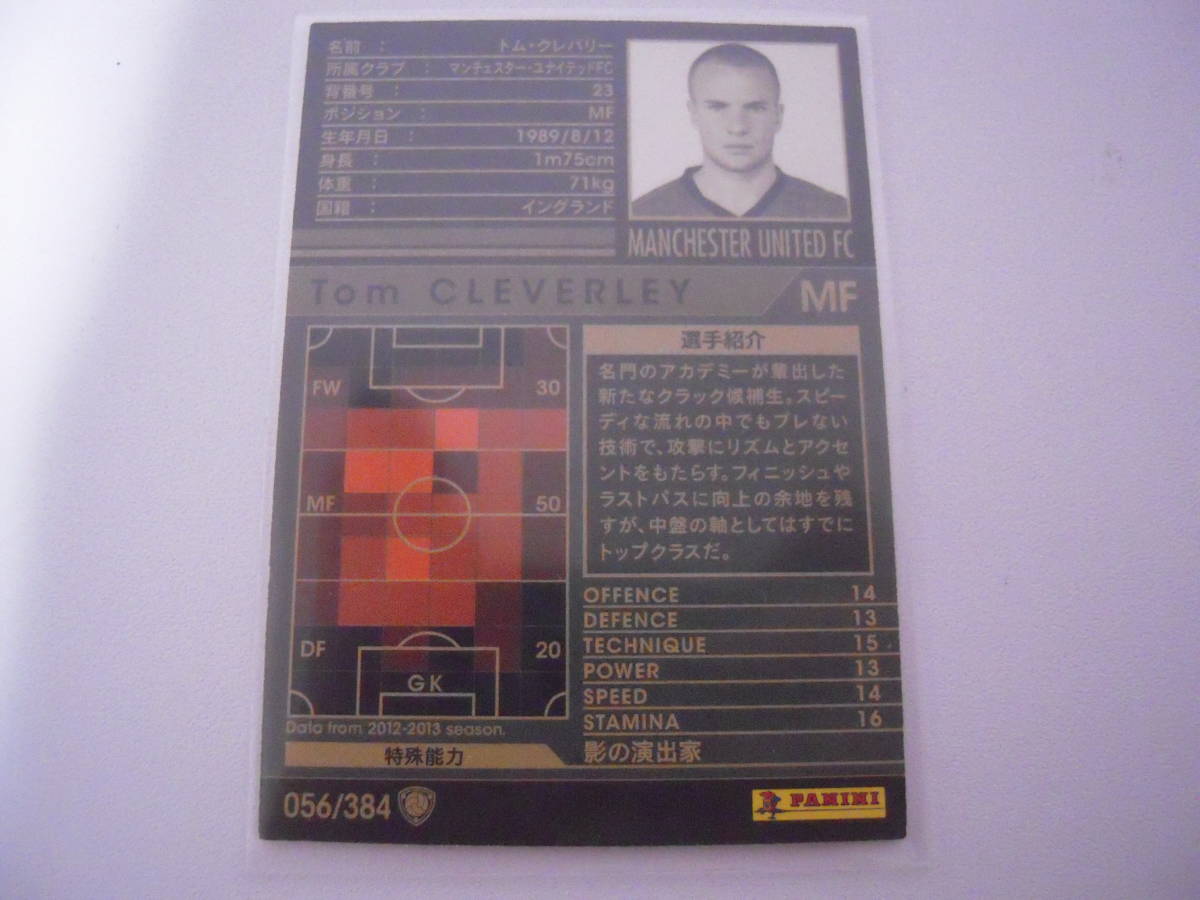 名前 : トム・クレバリー
所属クラブ : マンチェスター・ユナイテッドFC
背番号 : 23
ポジション : MF
生年月日 : 1989/8/12
身長 : 1m75cm
体重 : 71kg
国籍 : イングランド
MANCHESTER UNITED FC
Tom CLEVERLEY
MF
FW 30
MF 50
DF 20
GK
Data from 2012-2013 season.
選手紹介
名門のアカデミーが輩出した
新たなクラック候補生。スピー
ディな流れの中でもブレない
技術で、攻撃にリズムとアクセ
ントをもたらす。フィニッシュや
ラストパスに向上の余地を残
すが、中盤の軸としてはすでに
トップクラスだ。
OFFENCE 14
DEFENCE 13
TECHNIQUE 15
POWER 13
SPEED 14
STAMINA 16
特殊能力
影の演出家
056/384
PANINI